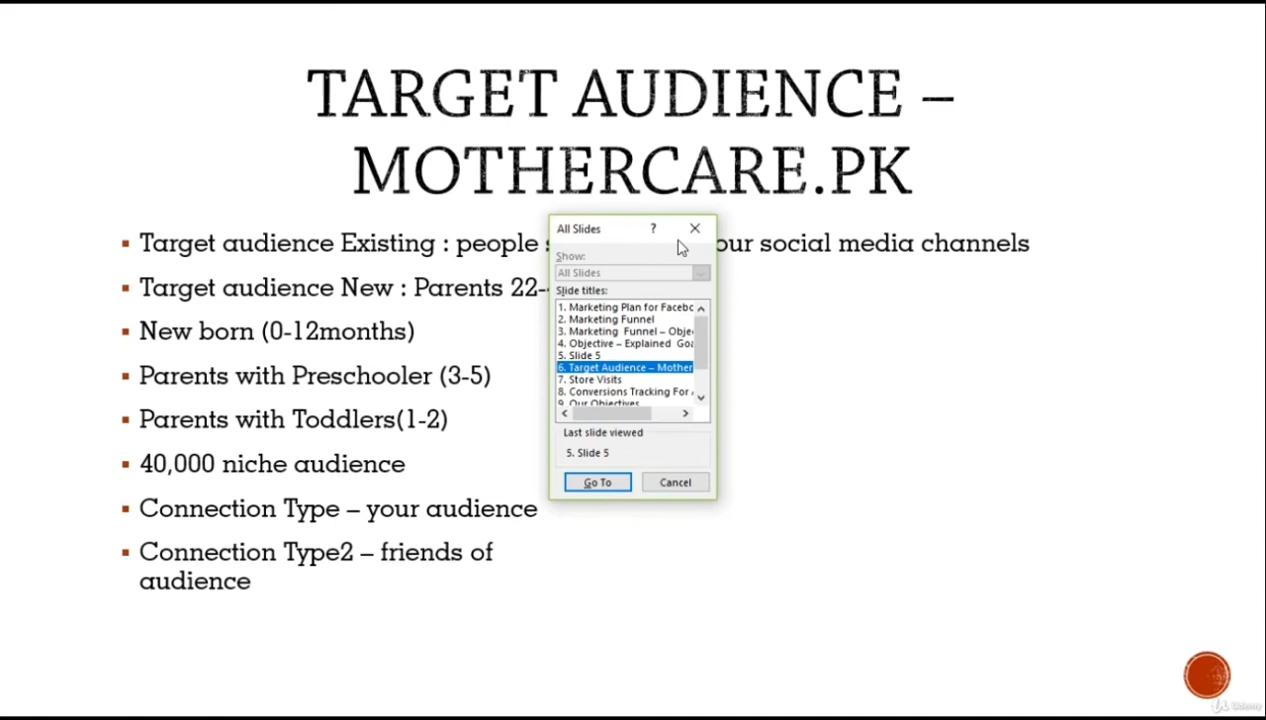 TARGET AUDIENCE –
MOTHERCARE.PK
▪ Target audience Existing : people our social media channels
▪ Target audience New : Parents 22-
▪ New born (0-12months)
▪ Parents with Preschooler (3-5)
▪ Parents with Toddlers(1-2)
▪ 40,000 niche audience
▪ Connection Type – your audience
▪ Connection Type2 – friends of
audience
All Slides ?
Show:
All Slides
Slide titles:
1. Marketing Plan for Facebo
2. Marketing Funnel
3. Marketing Funnel – Obje
4. Objective – Explained Goa
5. Slide 5
6. Target Audience – Mother
7. Store Visits
8. Conversions Tracking For
9. Our Objectives
Last slide viewed
5. Slide 5
Go To Cancel
Udemy